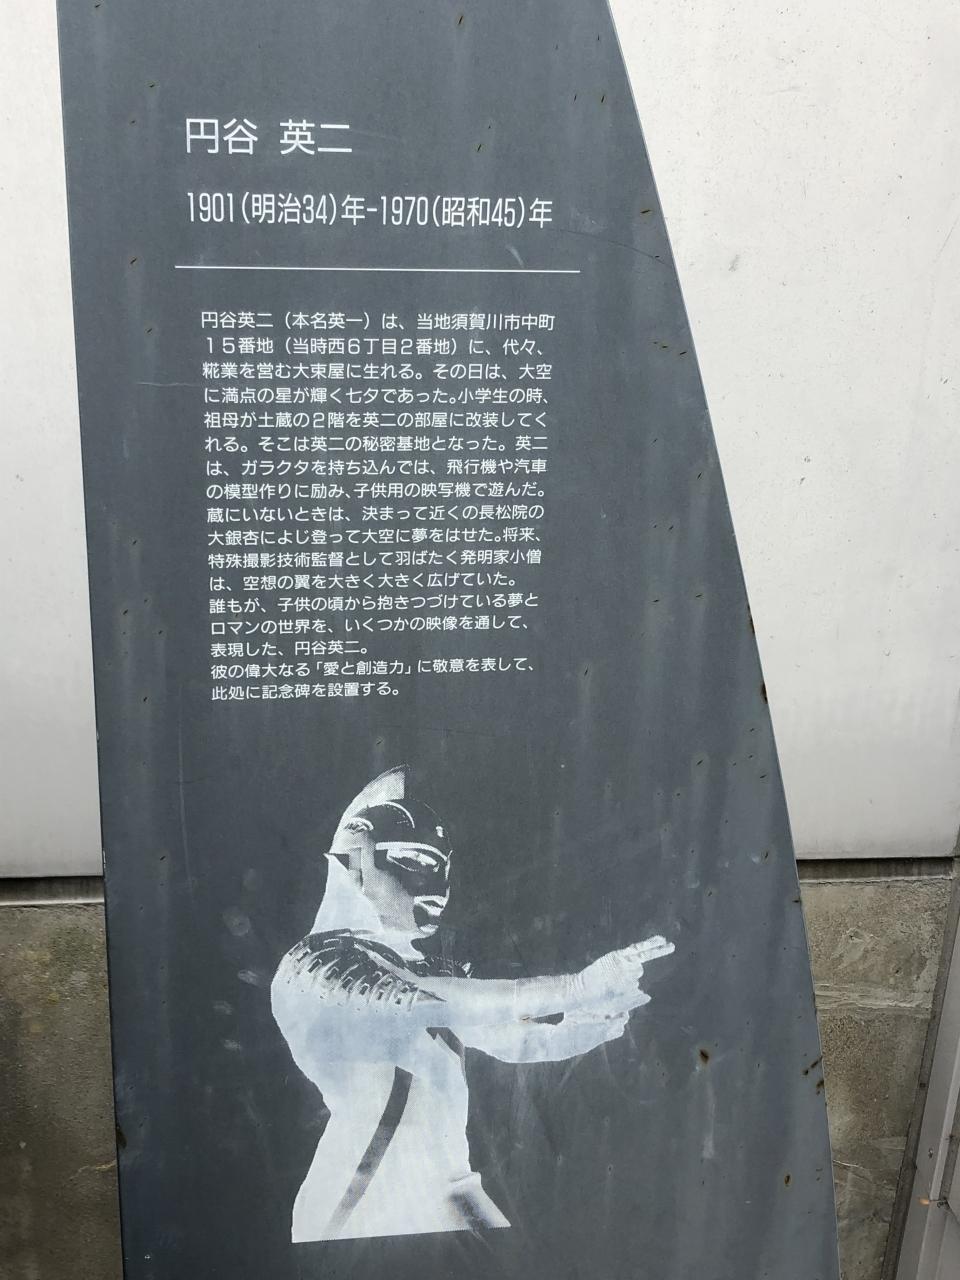 円谷 英二
1901(明治34)年-1970(昭和45)年
円谷英二（本名英一）は、当地須賀川市中町
１５番地（当時西６丁目２番地）に、代々、
糀業を営む大束屋に生れる。その日は、大空
に満点の星が輝く七夕であった。小学生の時、
祖母が土蔵の２階を英二の部屋に改装してく
れる。そこは英二の秘密基地となった。英二
は、ガラクタを持ち込んでは、飛行機や汽車
の模型作りに励み、子供用の映写機で遊んだ。
蔵にいないときは、決まって近くの長松院の
大銀杏によじ登って大空に夢をはせた。将来、
特殊撮影技術監督として羽ばたく発明家小僧
は、空想の翼を大きく大きく広げていた。
誰もが、子供の頃から抱きつづけている夢と
ロマンの世界を、いくつかの映像を通して、
表現した、円谷英二。
彼の偉大なる「愛と創造力」に敬意を表して、
此処に記念碑を設置する。